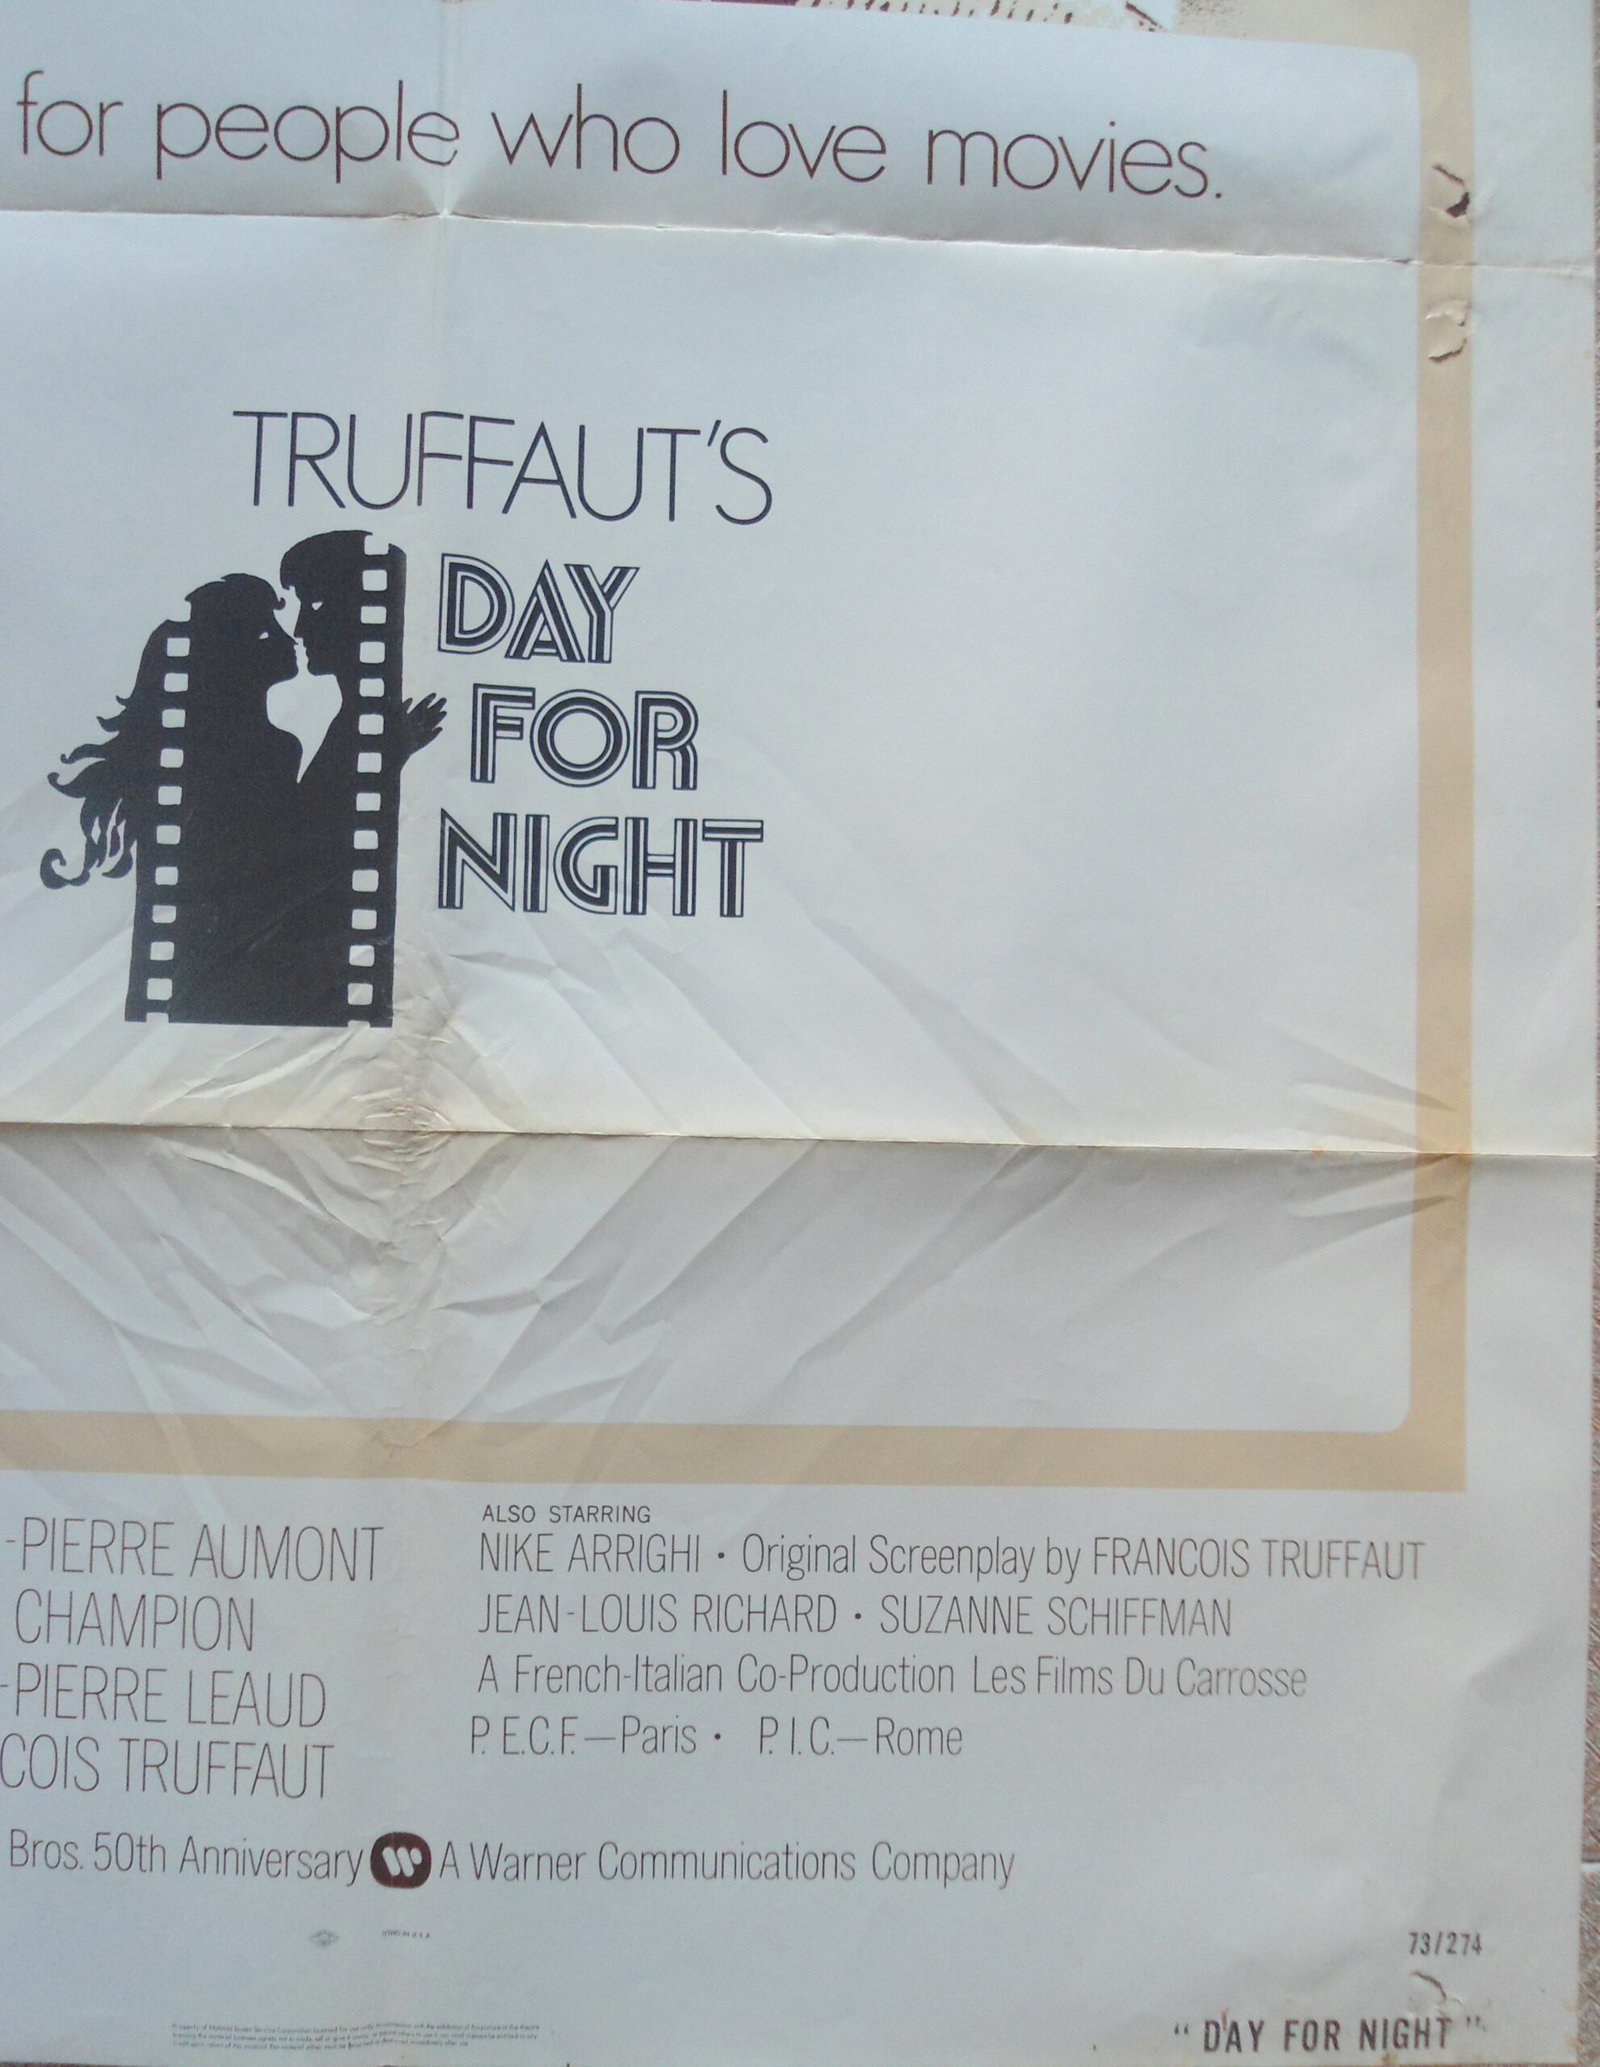 for people who love movies.
TRUFFAUT'S
DAY
FOR
NIGHT
-PIERRE AUMONT
CHAMPION
-PIERRE LEAUD
COIS TRUFFAUT
ALSO STARRING
NIKE ARRIGHI • Original Screenplay by FRANCOIS TRUFFAUT
JEAN-LOUIS RICHARD • SUZANNE SCHIFFMAN
A French-Italian Co-Production Les Films Du Carrosse
P.E.C.F.—Paris • P.I.C.—Rome
Bros. 50th Anniversary W A Warner Communications Company
73/274
"DAY FOR NIGHT"